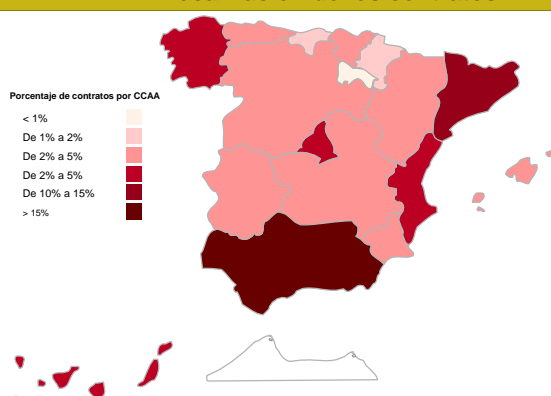 Porcentaje de contratos por CCAA
< 1%
De 1% a 2%
De 2% a 5%
De 2% a 5%
De 10% a 15%
> 15%